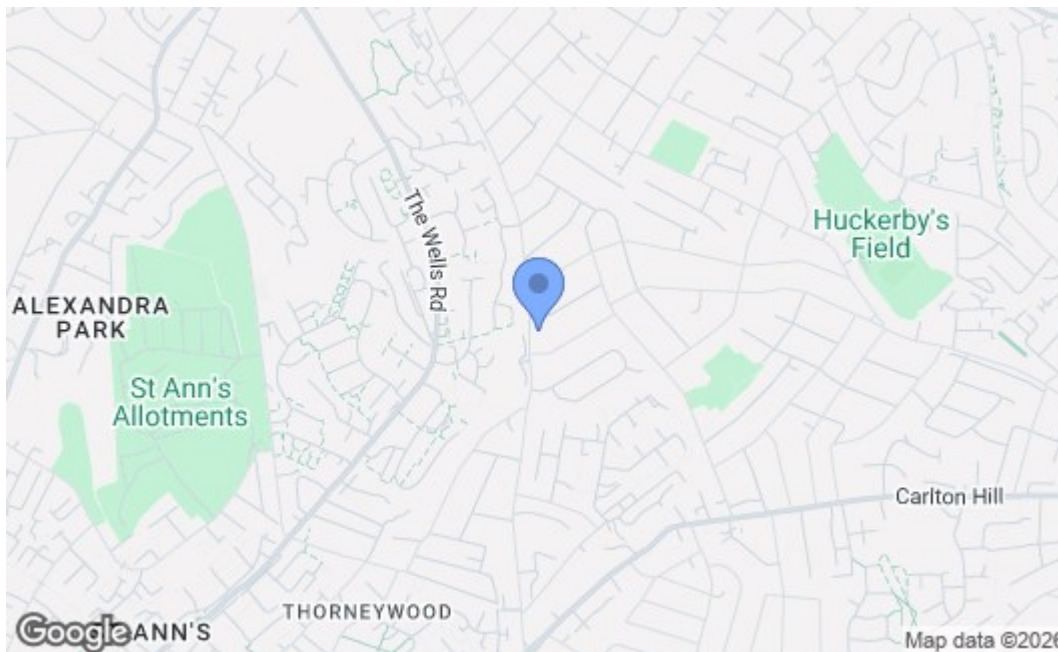 The Wells Rd
Huckerby's
Field
ALEXANDRA
PARK
St Ann's
Allotments
Carlton Hill
THORNEYWOOD
Google
ANN'S
Map data ©2026